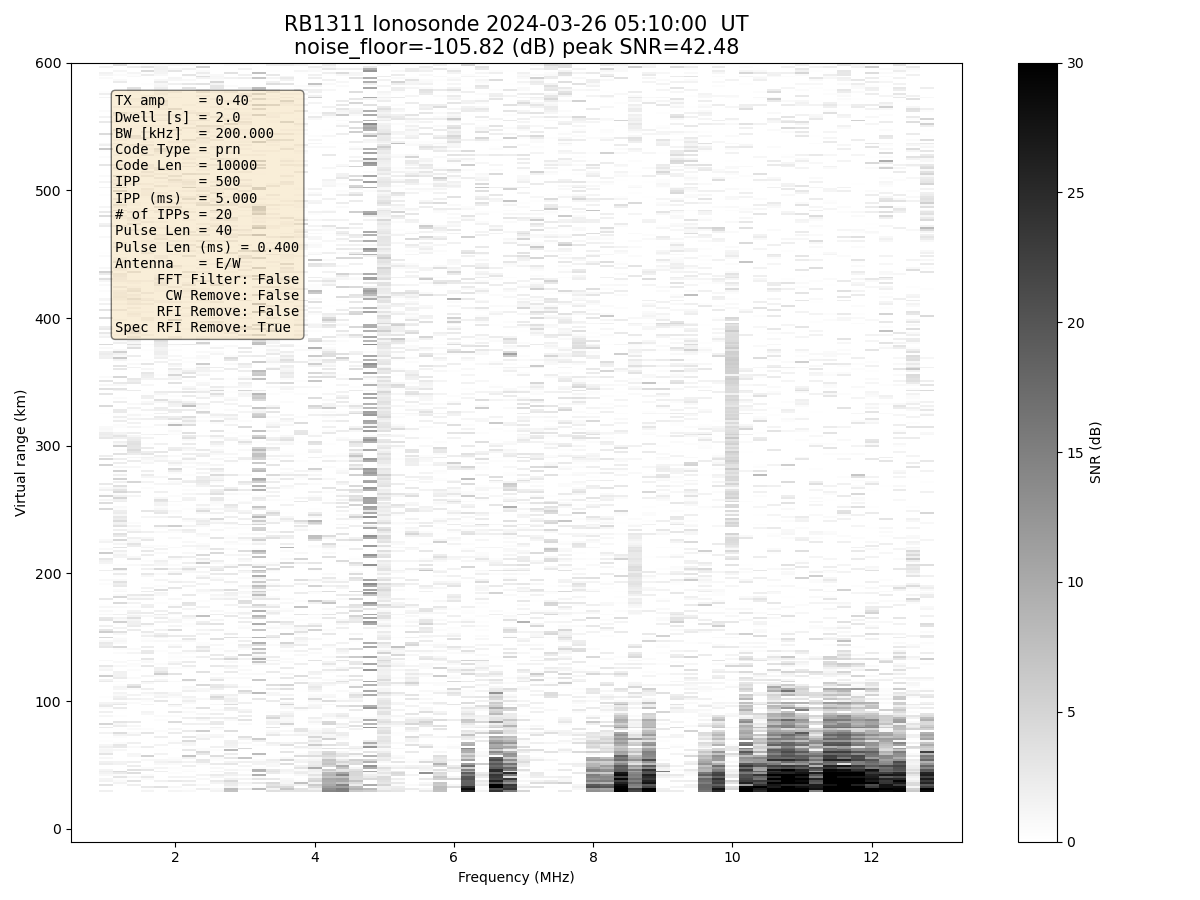 RB1311 Ionosonde 2024-03-26 05:10:00  UT
noise_floor=-105.82 (dB) peak SNR=42.48
TX amp    = 0.40
Dwell [s] = 2.0
BW [kHz]  = 200.000
Code Type = prn
Code Len  = 10000
IPP       = 500
IPP (ms)  = 5.000
# of IPPs = 20
Pulse Len = 40
Pulse Len (ms) = 0.400
Antenna   = E/W
FFT Filter: False
CW Remove: False
RFI Remove: False
Spec RFI Remove: True
600
500
400
300
200
100
0
Virtual range (km)
2
4
6
8
10
12
Frequency (MHz)
30
25
20
15
10
5
0
SNR (dB)